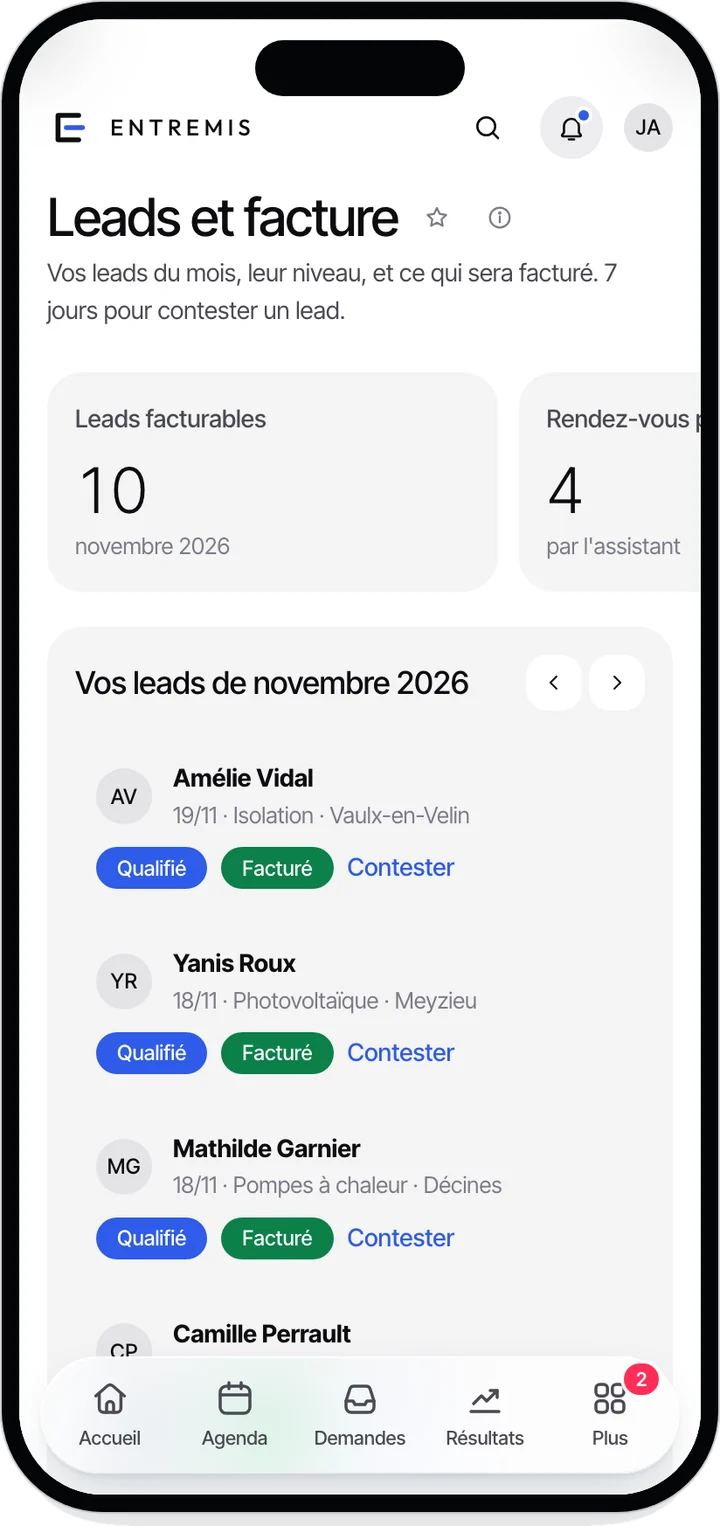 ENTREMIS
JA
Leads et facture
Vos leads du mois, leur niveau, et ce qui sera facturé. 7
jours pour contester un lead.
Leads facturables
10
novembre 2026
Rendez-vous
4
par l'assistant
Vos leads de novembre 2026
AV
Amélie Vidal
19/11 · Isolation · Vaulx-en-Velin
Qualifié
Facturé
Contester
YR
Yanis Roux
18/11 · Photovoltaïque · Meyzieu
Qualifié
Facturé
Contester
MG
Mathilde Garnier
18/11 · Pompes à chaleur · Décines
Qualifié
Facturé
Contester
CP
Camille Perrault
2
Accueil
Agenda
Demandes
Résultats
Plus